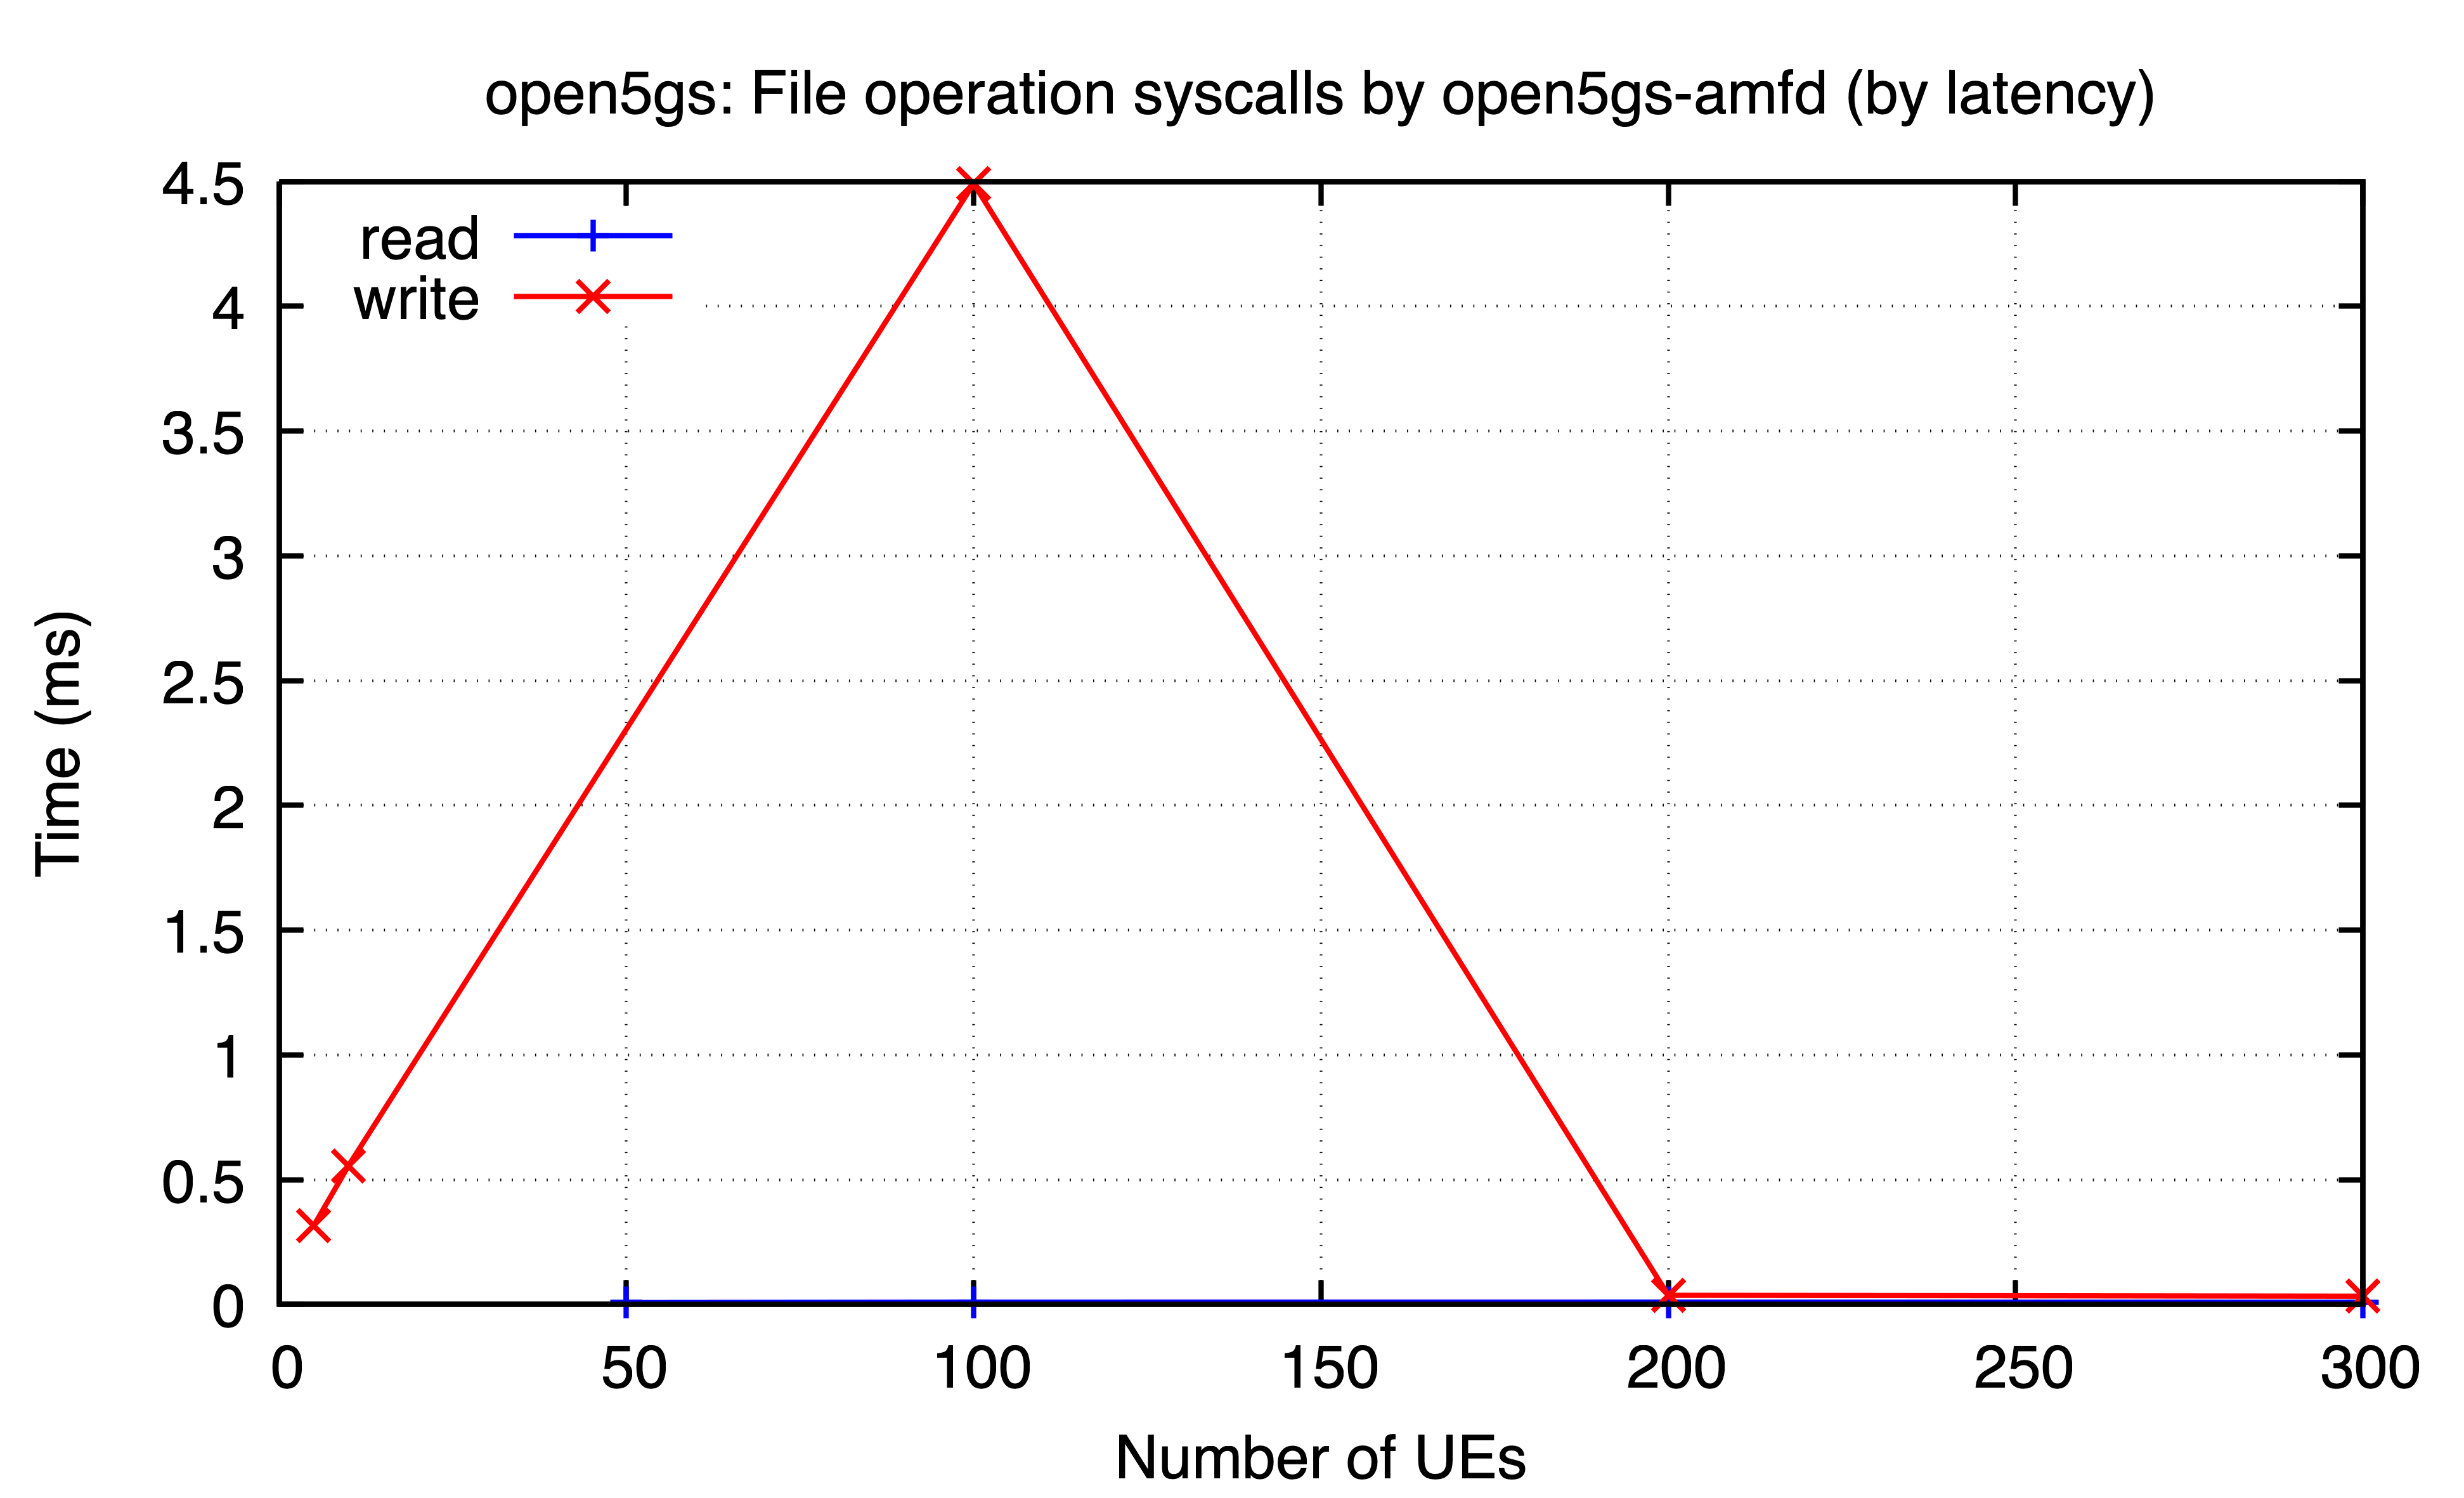 open5gs: File operation syscalls by open5gs-amfd (by latency)
4.5
read
write
4
3.5
3
2.5
2
1.5
1
0.5
0
Time (ms)
0 50 100 150 200 250 300
Number of UEs